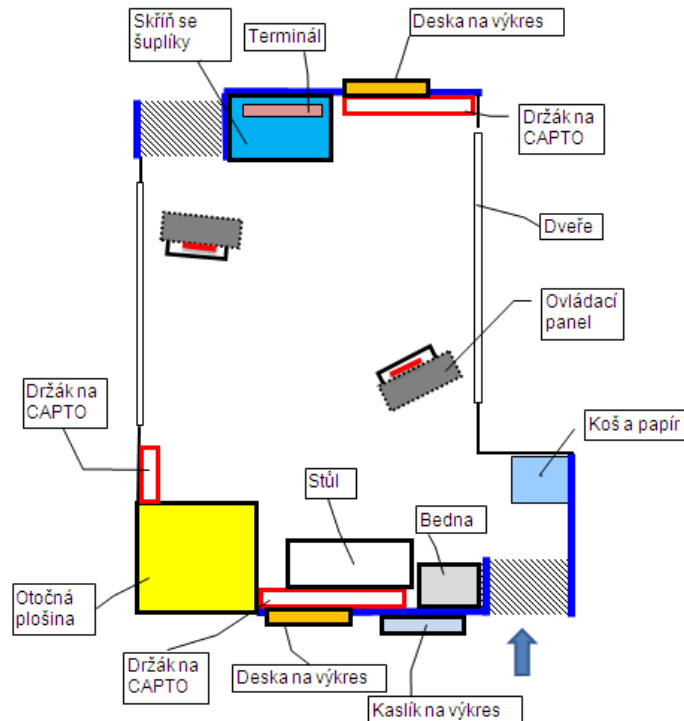 Skříň se
šuplíky
Terminál
Deska na výkres
Držák na
CAPTO
Dveře
Ovládací
panel
Držák na
CAPTO
Koš a papír
Stůl
Bedna
Otočná
plošina
Držák na
CAPTO
Deska na výkres
Kaslík na výkres